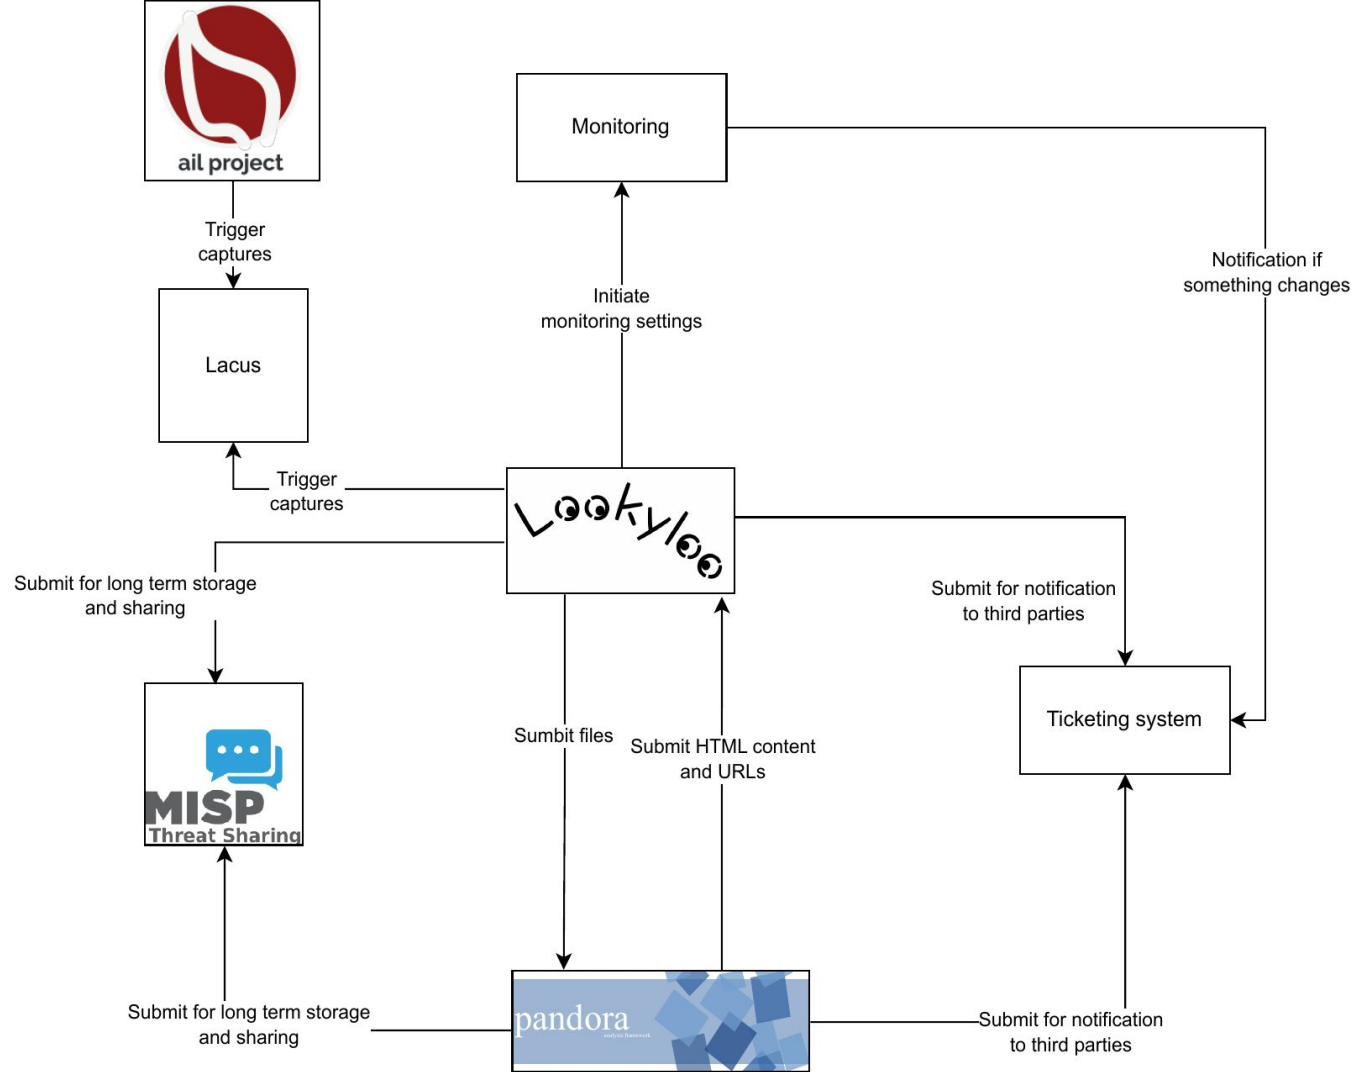 ail project
Trigger
captures
Lacus
Monitoring
Initiate
monitoring settings
Notification if
something changes
Trigger
captures
Lookyloo
Submit for long term storage
and sharing
Submit for notification
to third parties
MISP
Threat Sharing
Sumbit files
Submit HTML content
and URLs
Ticketing system
Submit for long term storage
and sharing
pandora
analysis framework
Submit for notification
to third parties